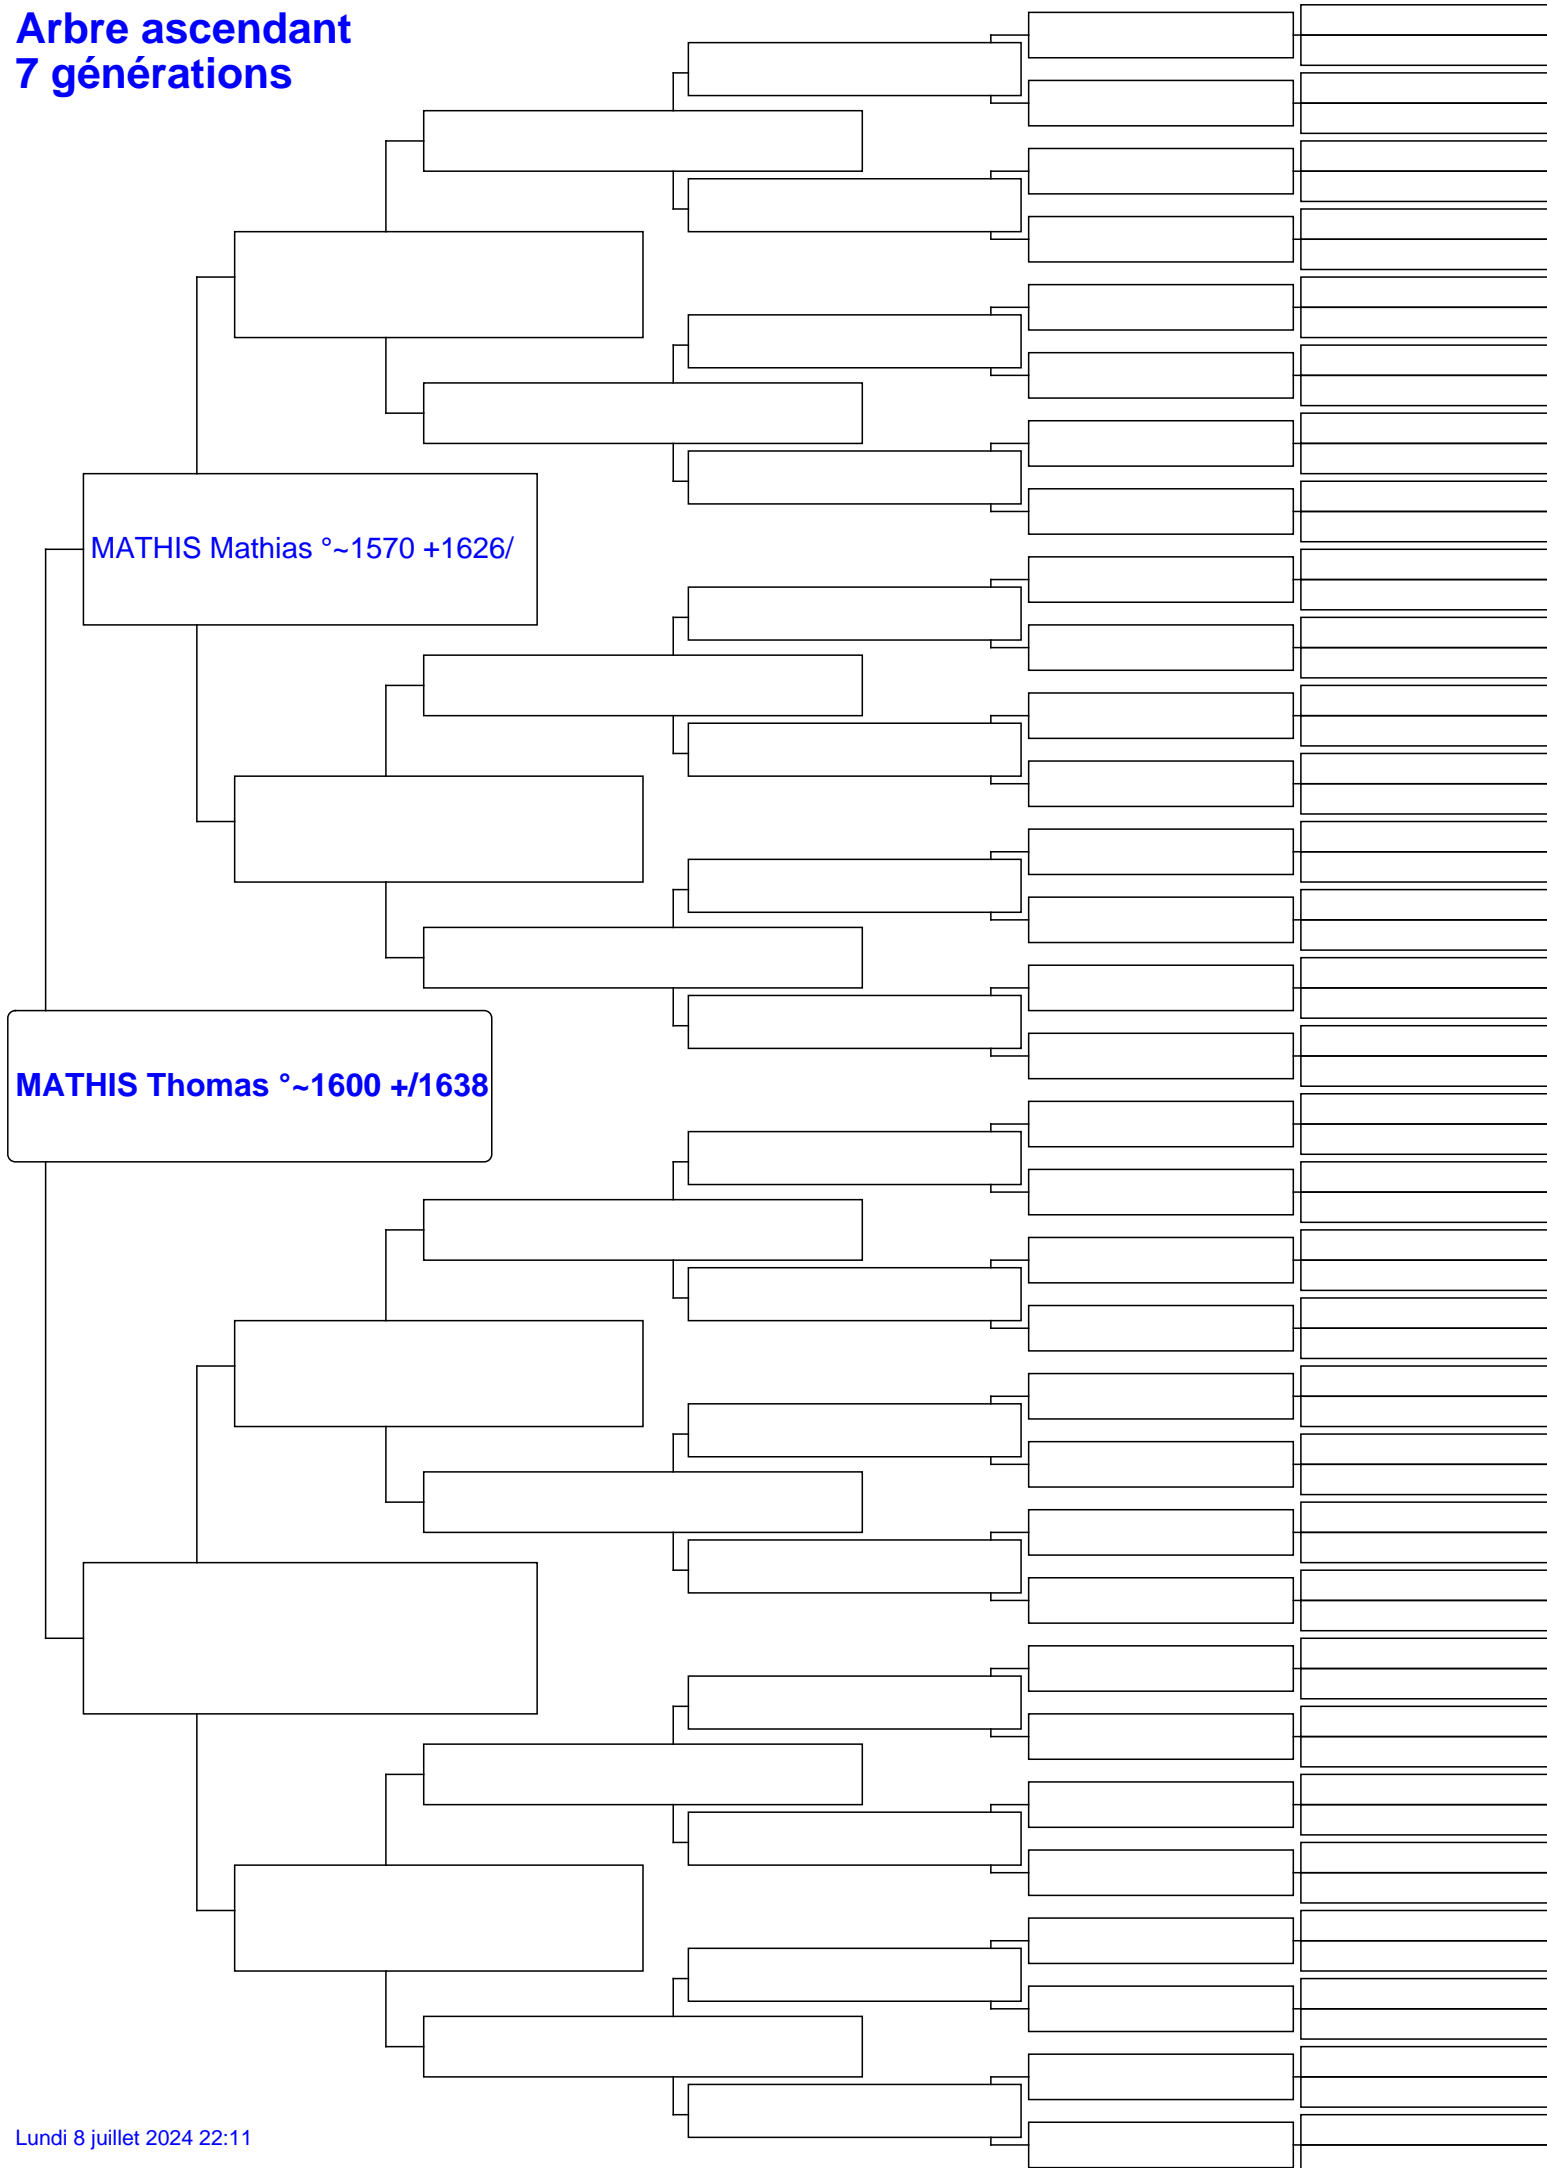 Arbre ascendant
7 générations
MATHIS Mathias °~1570 +1626/
MATHIS Thomas °~1600 +/1638
Lundi 8 juillet 2024 22:11